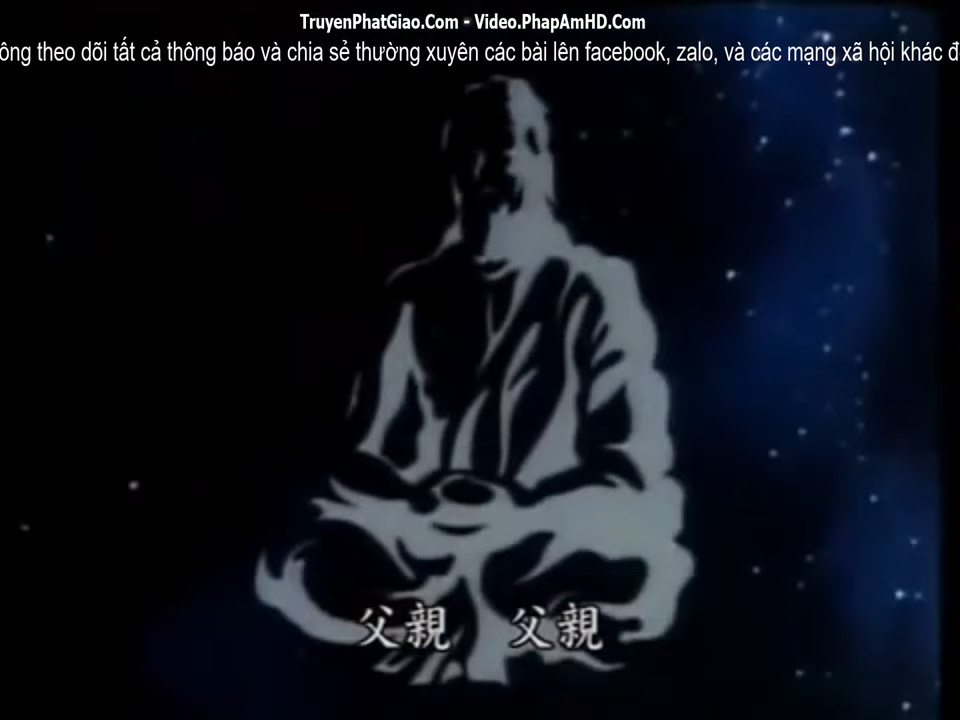 TruyenPhatGiao.Com - Video.PhapAmHD.Com
ông theo dõi tất cả thông báo và chia sẻ thường xuyên các bài lên facebook, zalo, và các mạng xã hội khác đ
父親 父親